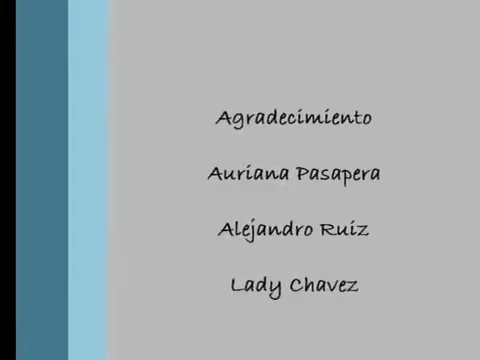 Agradecimiento
Auriana Pasapera
Alejandro Ruiz
Lady Chavez